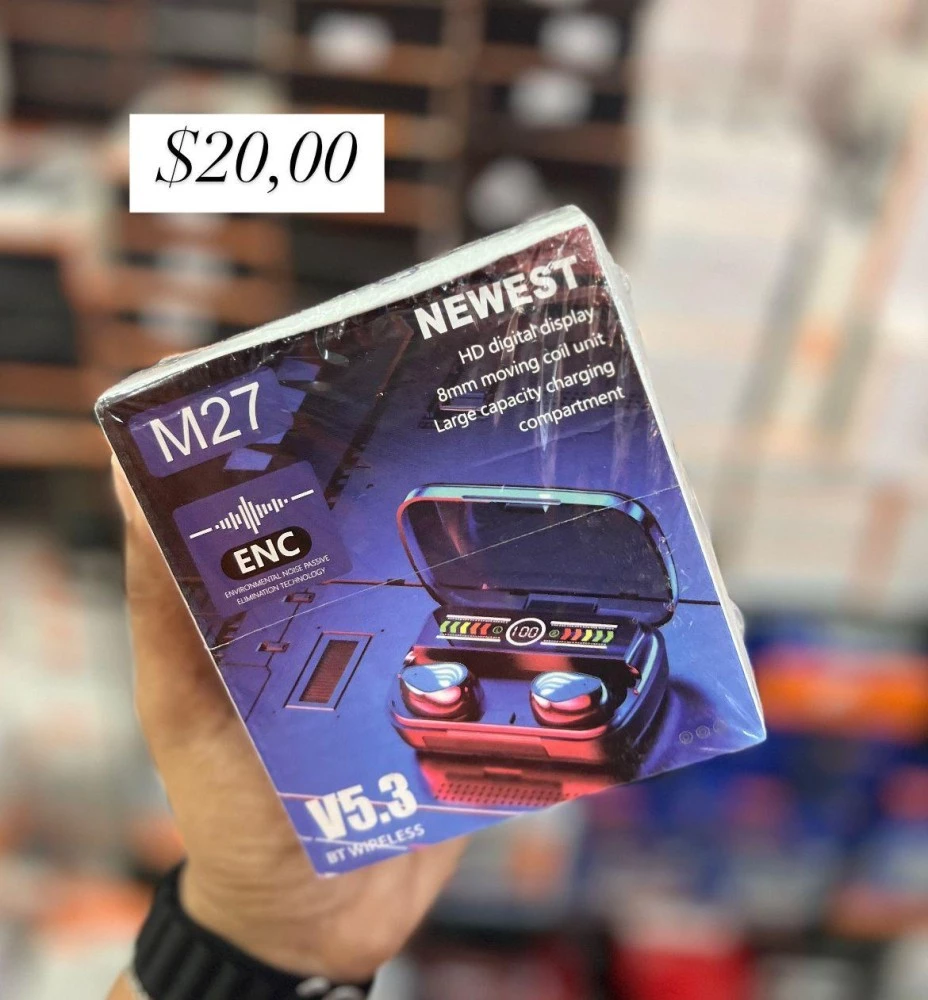 $20,00
NEWEST
HD digital display
8mm moving coil unit
Large capacity charging
compartment
M27
ENC
ENVIRONMENTAL NOISE PASSIVE
ELIMINATION TECHNOLOGY
100
V5.3
BT WIRELESS